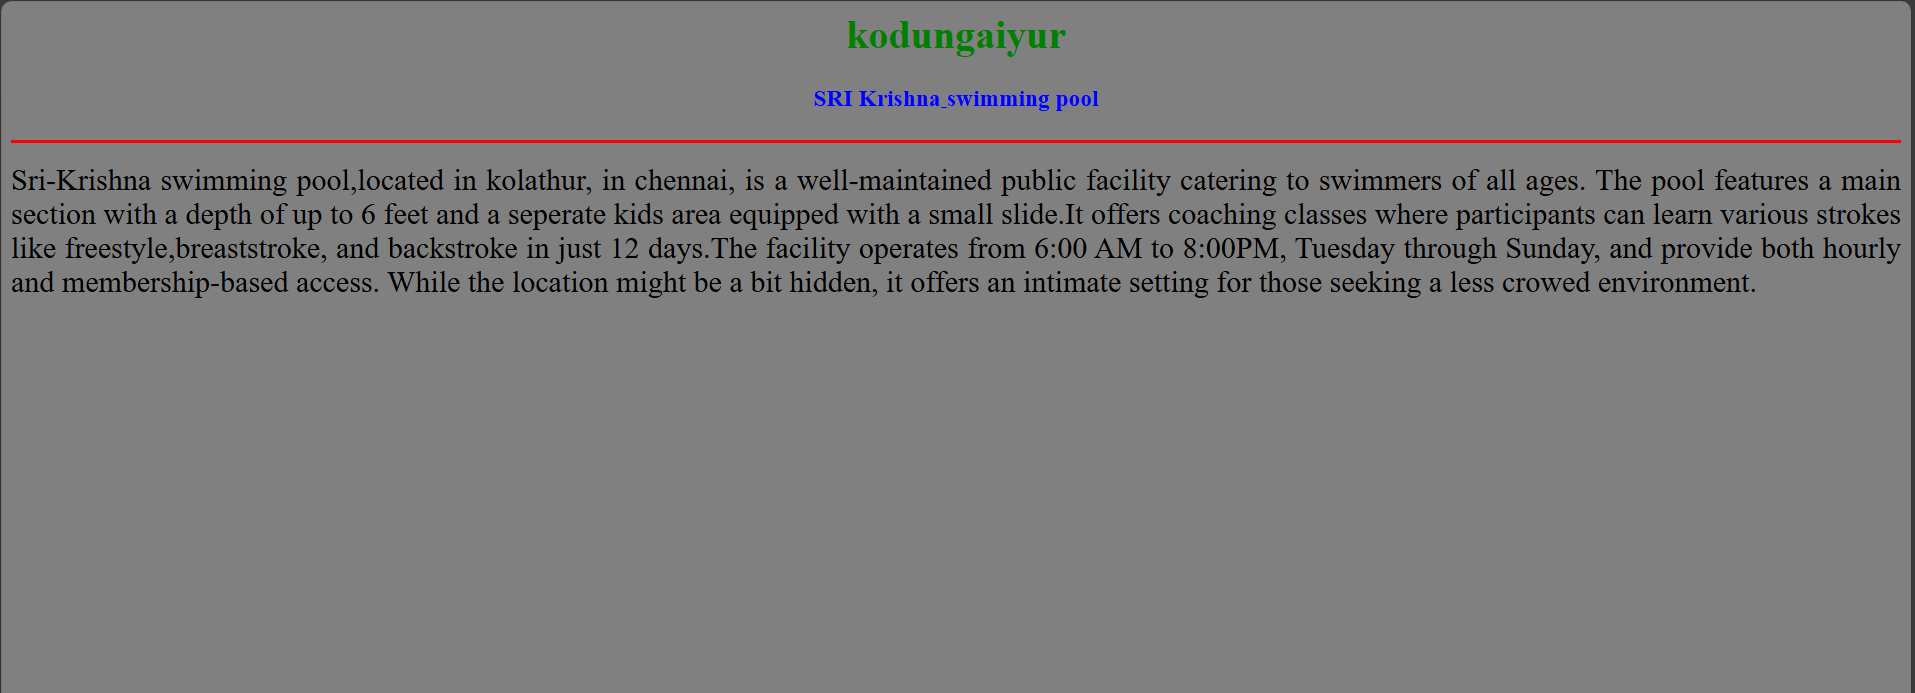 kodungaiyur
SRI Krishna swimming pool
Sri-Krishna swimming pool,located in kolathur, in chennai, is a well-maintained public facility catering to swimmers of all ages. The pool features a main
section with a depth of up to 6 feet and a seperate kids area equipped with a small slide.It offers coaching classes where participants can learn various strokes
like freestyle,breaststroke, and backstroke in just 12 days.The facility operates from 6:00 AM to 8:00PM, Tuesday through Sunday, and provide both hourly
and membership-based access. While the location might be a bit hidden, it offers an intimate setting for those seeking a less crowed environment.